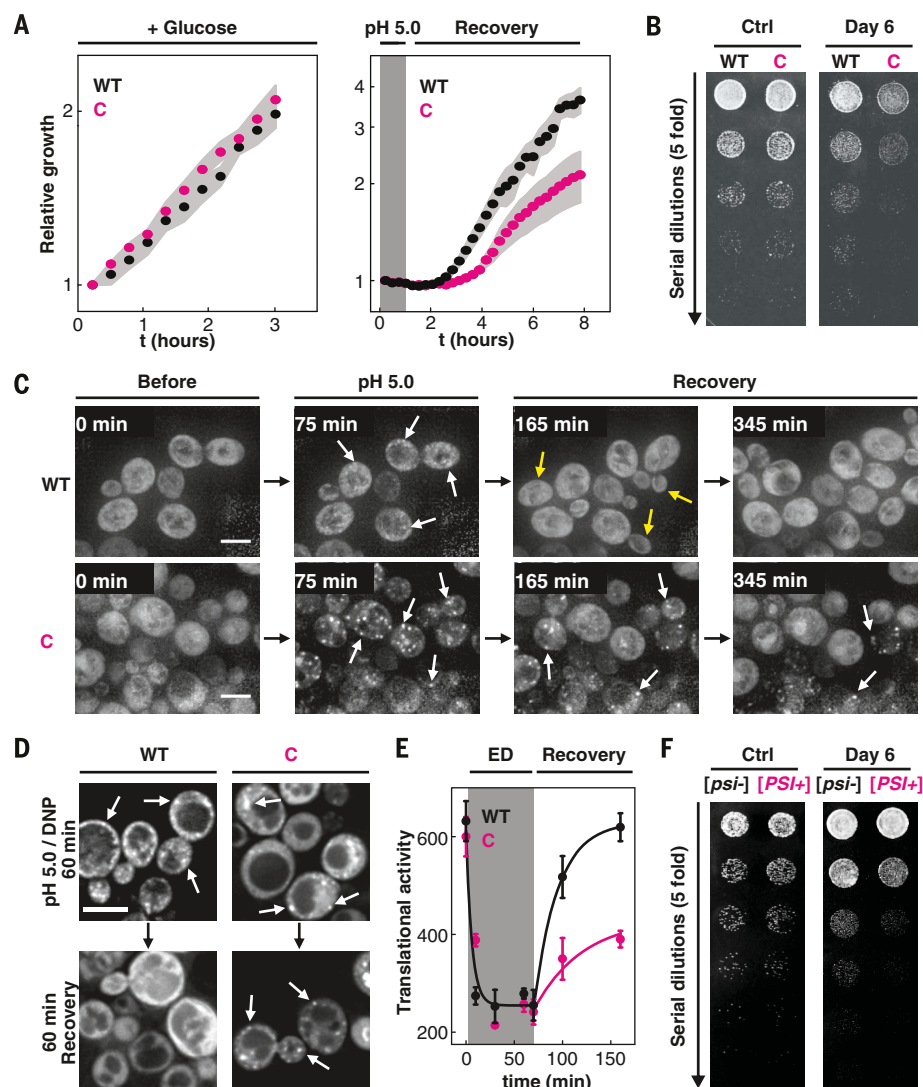 A
+ Glucose
pH 5.0 Recovery
WT
C
WT
C
Relative growth
2
1
4
3
2
1
0 1 2 3
0 2 4 6 8
t (hours)
t (hours)
B
Ctrl Day 6
WT C WT C
Serial dilutions (5 fold)
C
Before pH 5.0 Recovery
WT
0 min 75 min 165 min 345 min
C
0 min 75 min 165 min 345 min
D
WT C
pH 5.0 / DNP
60 min
60 min
Recovery
E
ED Recovery
WT
C
Translational activity
600
400
200
0 50 100 150
time (min)
F
Ctrl Day 6
[psi-] [PSI+] [psi-] [PSI+]
Serial dilutions (5 fold)